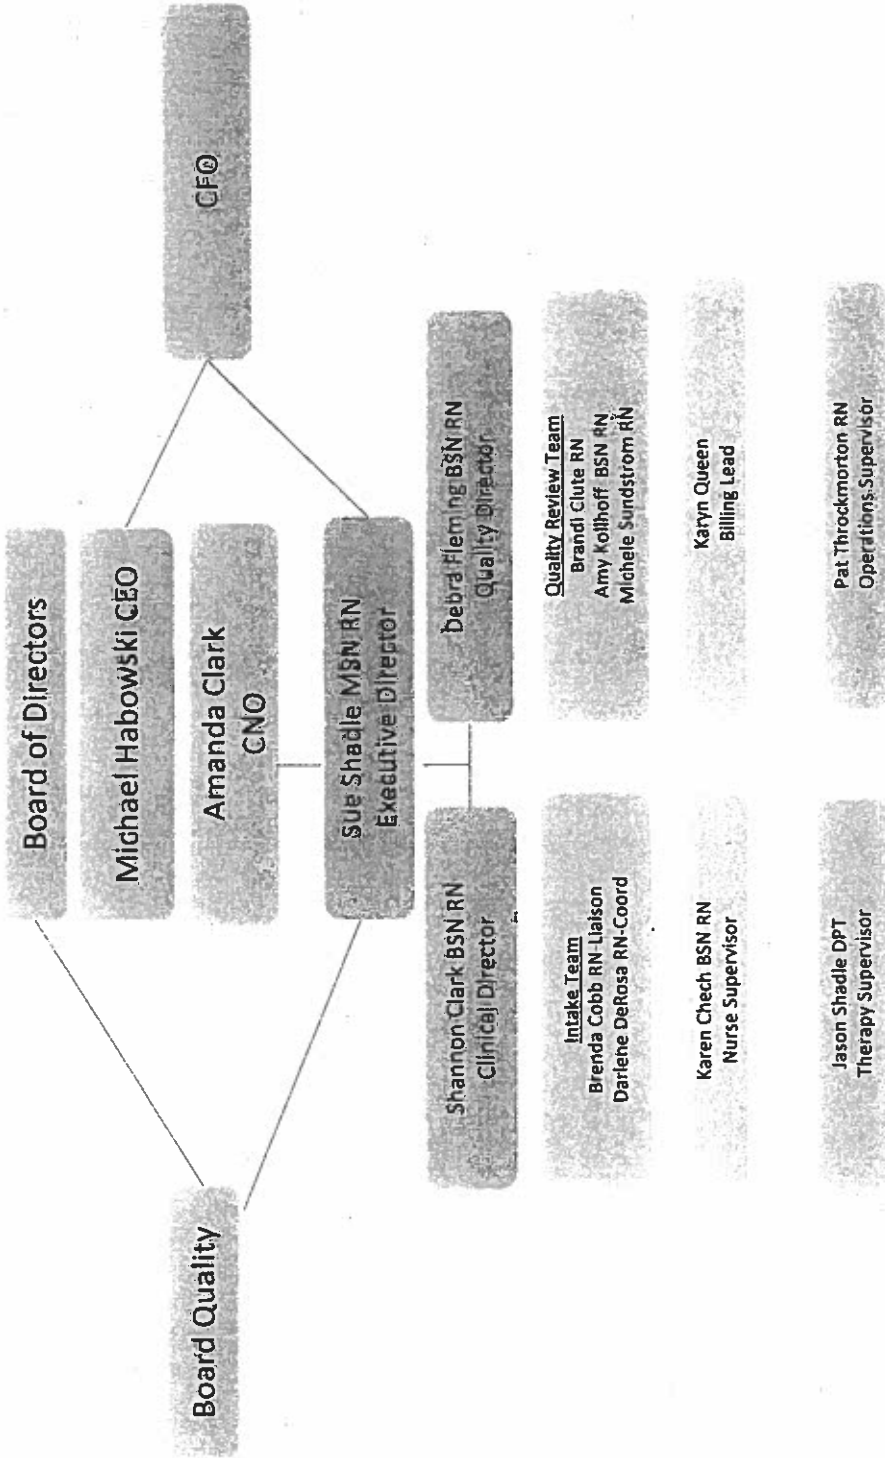 Board of Directors
Michael Habowski CEO
Amanda Clark
CNO
Board Quality
CFO
Sue Shadle MSN RN
Executive Director
Shannon Clark BSN RN
Clinical Director
Debra Fleming BSN RN
Quality Director
Intake Team
Brenda Cobb RN-Liaison
Darlene DeRosa RN-Coord
Quality Review Team
Brandi Clute RN
Amy Kollhoff BSN RN
Michele Sundstrom RN
Karen Chech BSN RN
Nurse Supervisor
Karyn Queen
Billing Lead
Jason Shadle DPT
Therapy Supervisor
Pat Throckmorton RN
Operations Supervisor